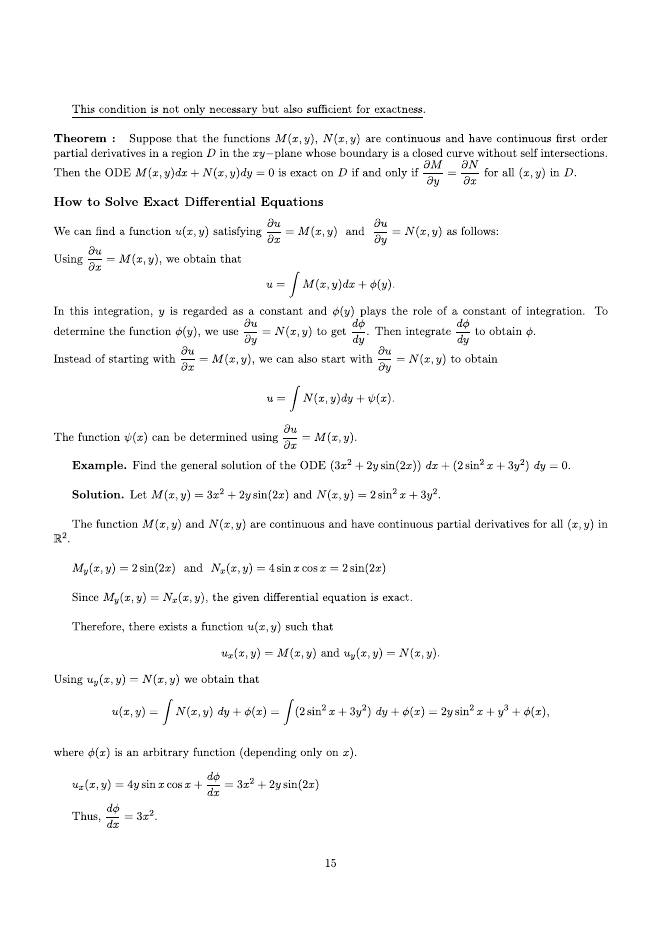 This condition is not only necessary but also sufficient for exactness.
Theorem : Suppose that the functions M(x, y), N(x, y) are continuous and have continuous first order
partial derivatives in a region D in the xy−plane whose boundary is a closed curve without self intersections.
Then the ODE M(x, y)dx + N(x, y)dy = 0 is exact on D if and only if ∂M/∂y = ∂N/∂x for all (x, y) in D.
How to Solve Exact Differential Equations
We can find a function u(x, y) satisfying ∂u/∂x = M(x, y) and ∂u/∂y = N(x, y) as follows:
Using ∂u/∂x = M(x, y), we obtain that
u = ∫ M(x, y)dx + ϕ(y).
In this integration, y is regarded as a constant and ϕ(y) plays the role of a constant of integration. To
determine the function ϕ(y), we use ∂u/∂y = N(x, y) to get dϕ/dy. Then integrate dϕ/dy to obtain ϕ.
Instead of starting with ∂u/∂x = M(x, y), we can also start with ∂u/∂y = N(x, y) to obtain
u = ∫ N(x, y)dy + ψ(x).
The function ψ(x) can be determined using ∂u/∂x = M(x, y).
Example. Find the general solution of the ODE (3x² + 2y sin(2x)) dx + (2 sin² x + 3y²) dy = 0.
Solution. Let M(x, y) = 3x² + 2y sin(2x) and N(x, y) = 2 sin² x + 3y².
The function M(x, y) and N(x, y) are continuous and have continuous partial derivatives for all (x, y) in
ℝ².
M_y(x, y) = 2 sin(2x) and N_x(x, y) = 4 sin x cos x = 2 sin(2x)
Since M_y(x, y) = N_x(x, y), the given differential equation is exact.
Therefore, there exists a function u(x, y) such that
u_x(x, y) = M(x, y) and u_y(x, y) = N(x, y).
Using u_y(x, y) = N(x, y) we obtain that
u(x, y) = ∫ N(x, y) dy + ϕ(x) = ∫ (2 sin² x + 3y²) dy + ϕ(x) = 2y sin² x + y³ + ϕ(x),
where ϕ(x) is an arbitrary function (depending only on x).
u_x(x, y) = 4y sin x cos x + dϕ/dx = 3x² + 2y sin(2x)
Thus, dϕ/dx = 3x².
15